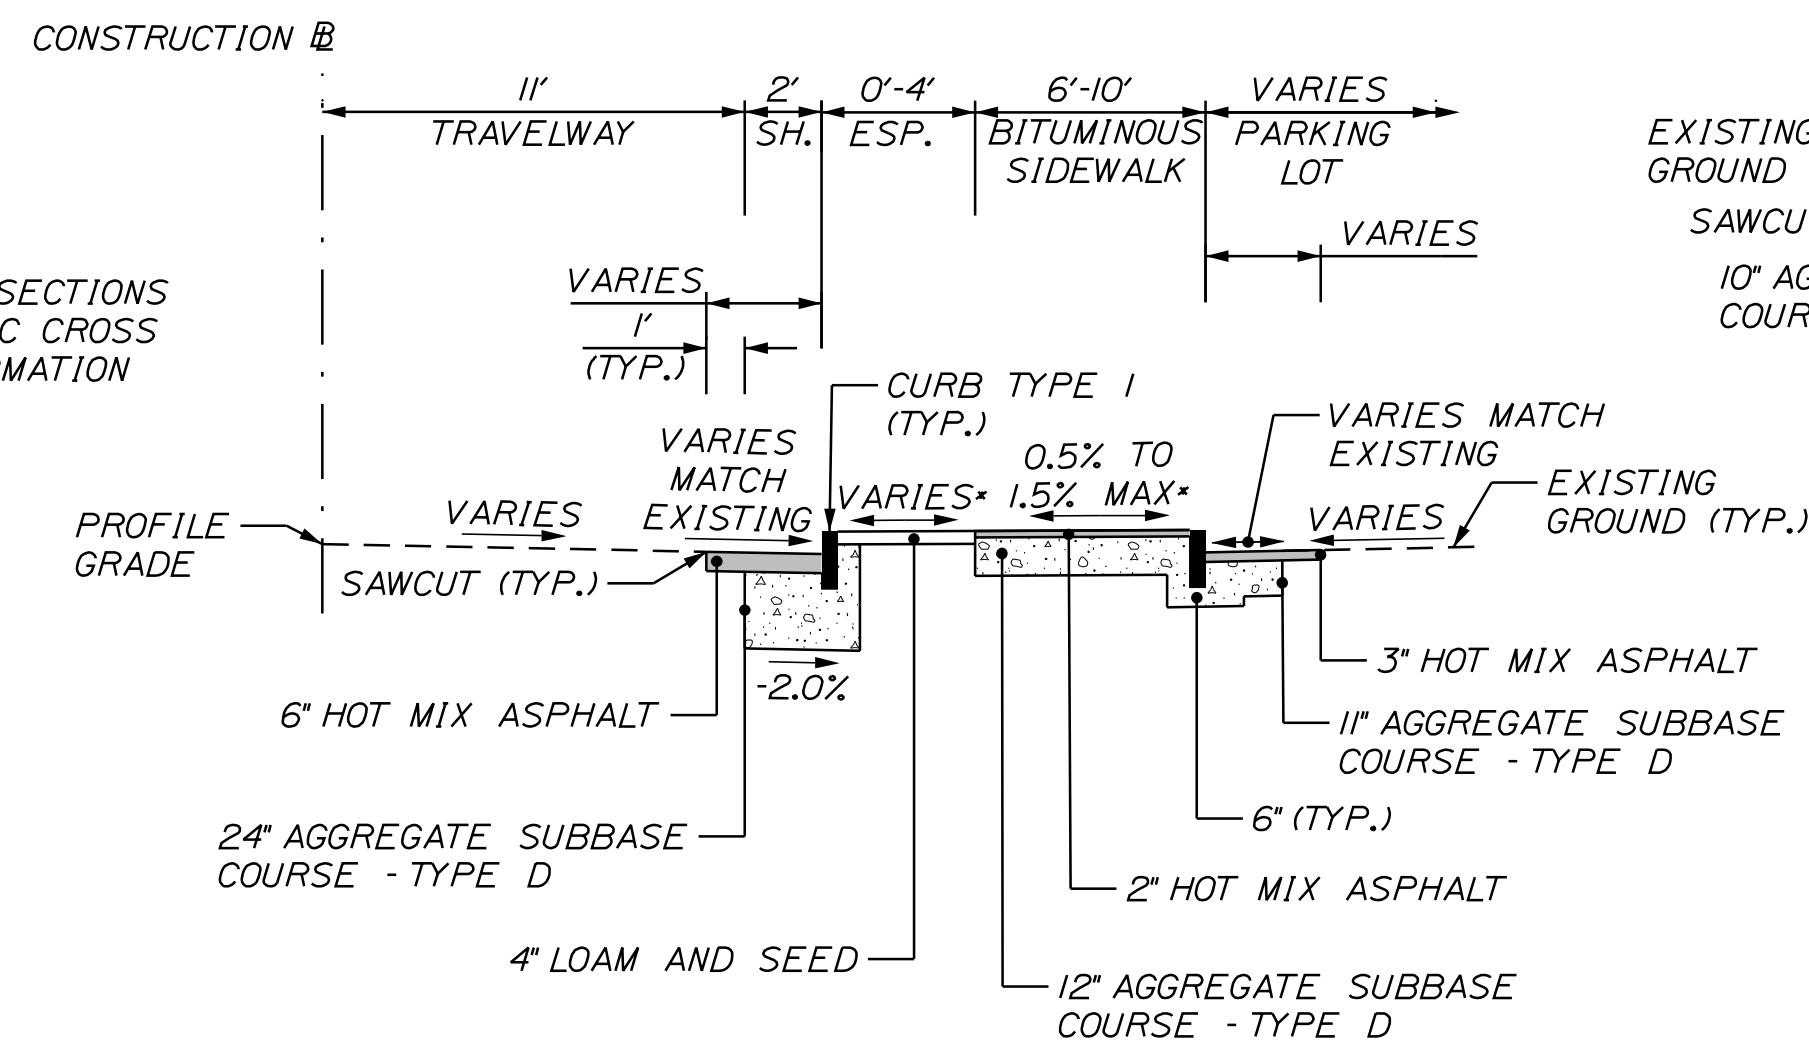 CONSTRUCTION B
11' 2' 0'-4' 6'-10' VARIES
TRAVELWAY SH. ESP. BITUMINOUS PARKING
SIDEWALK LOT
EXISTING
GROUND
SAWCU
10" AG
COUR
VARIES
SECTIONS
C CROSS
MATION
VARIES
1'
(TYP.)
CURB TYPE 1
(TYP.)
VARIES
MATCH
EXISTING
VARIES*
0.5% TO
1.5% MAX*
VARIES MATCH
EXISTING
EXISTING
GROUND (TYP.)
VARIES
VARIES
PROFILE
GRADE
SAWCUT (TYP.)
-2.0%
6" HOT MIX ASPHALT
24" AGGREGATE SUBBASE
COURSE - TYPE D
4" LOAM AND SEED
3" HOT MIX ASPHALT
11" AGGREGATE SUBBASE
COURSE - TYPE D
6" (TYP.)
2" HOT MIX ASPHALT
12" AGGREGATE SUBBASE
COURSE - TYPE D